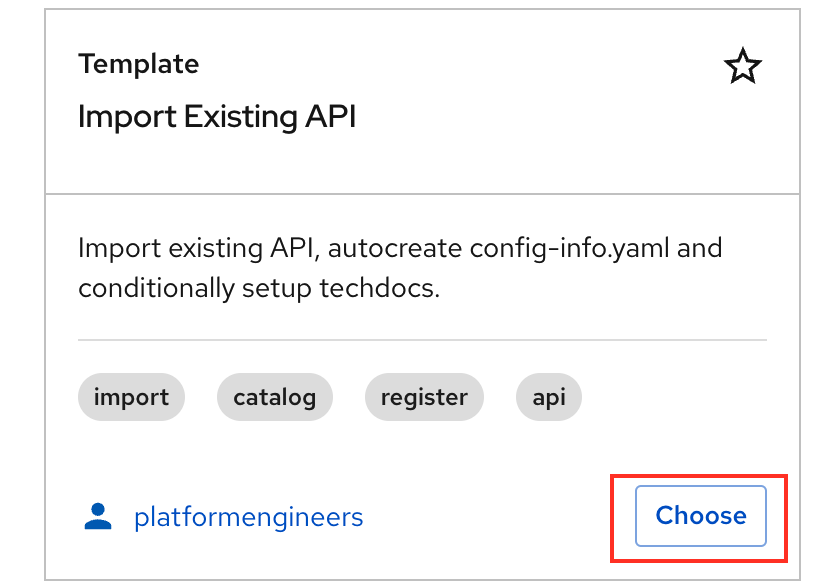 Template
Import Existing API
Import existing API, autocreate config-info.yaml and
conditionally setup techdocs.
import catalog register api
platformengineers Choose